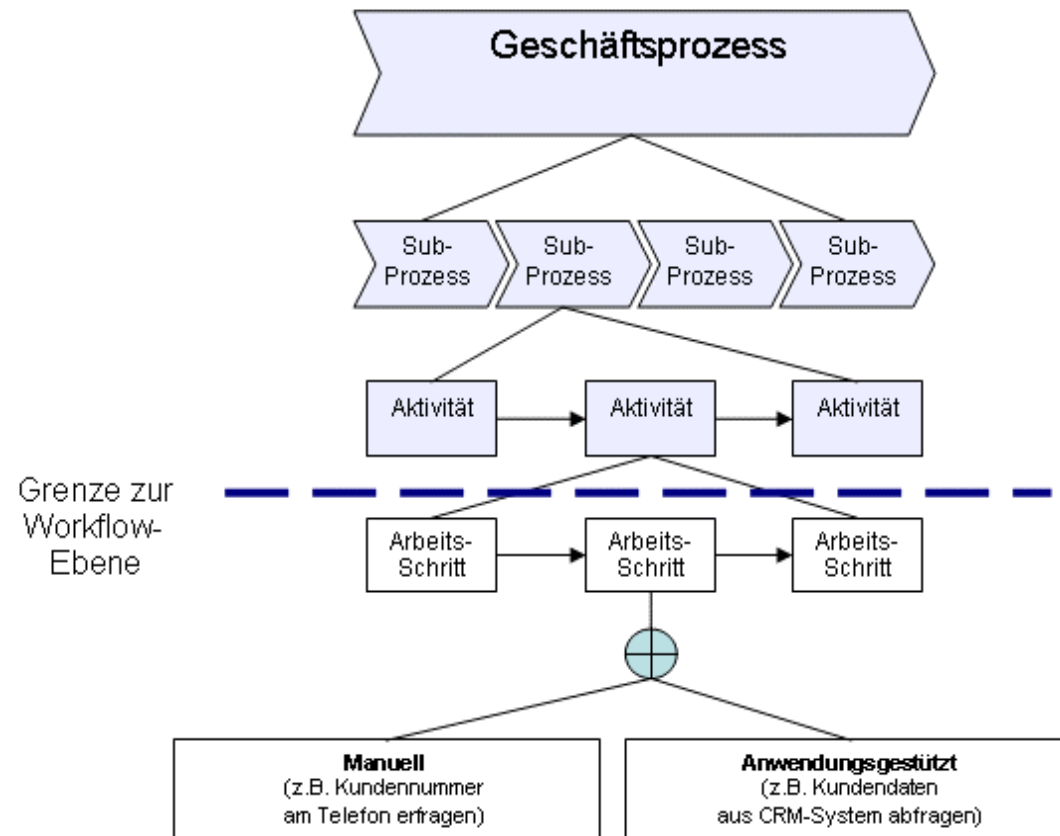 Geschäftsprozess
Sub-
Prozess
Sub-
Prozess
Sub-
Prozess
Sub-
Prozess
Aktivität
Aktivität
Aktivität
Grenze zur
Workflow-
Ebene
Arbeits-
Schritt
Arbeits-
Schritt
Arbeits-
Schritt
Manuell
(z.B. Kundennummer
am Telefon erfragen)
Anwendungsgestützt
(z.B. Kundendaten
aus CRM-System abfragen)